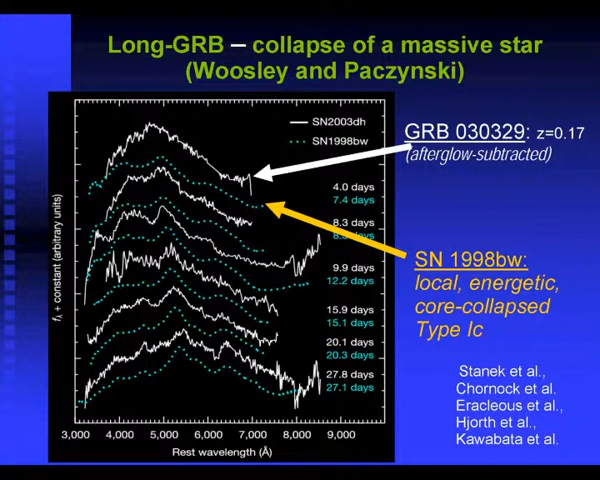 Long-GRB – collapse of a massive star
(Woosley and Paczynski)
SN2003dh
SN1998bw
GRB 030329: z=0.17
(afterglow-subtracted)
4.0 days
7.4 days
8.3 days
days
9.9 days
12.2 days
15.9 days
15.1 days
20.1 days
20.3 days
27.8 days
27.1 days
SN 1998bw:
local, energetic,
core-collapsed
Type Ic
Stanek et al.,
Chornock et al.
Eracleous et al.,
Hjorth et al.,
Kawabata et al.
fλ + constant (arbitrary units)
3,000 4,000 5,000 6,000 7,000 8,000 9,000
Rest wavelength (Å)